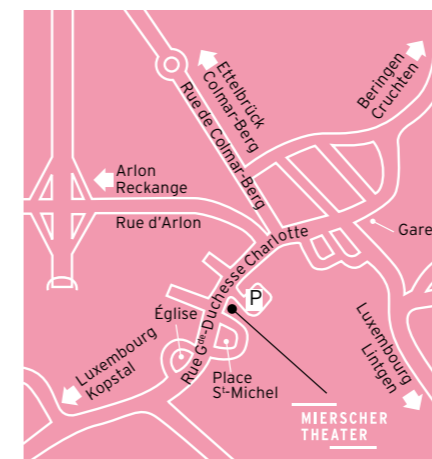 Ettelbrück
Colmar-Berg
Rue de Colmar-Berg
Beringen
Cruchten
Arlon
Reckange
Rue d'Arlon
Gare
Rue Gde-Duchesse Charlotte
P
Église
Luxembourg
Kopstal
Place
St-Michel
Luxembourg
Lintgen
MIERSCHER
THEATER